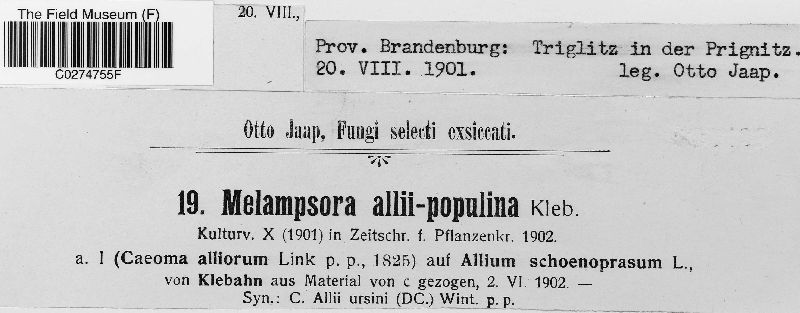 The Field Museum (F)
C0274755F
20. VIII.,
Prov. Brandenburg: Triglitz in der Prignitz.
20. VIII. 1901. leg. Otto Jaap.
Otto Jaap, Fungi selecti exsiccati.
19. Melampsora allii-populina Kleb.
Kulturv. X (1901) in Zeitschr. f. Pflanzenkr. 1902.
a. I (Caeoma alliorum Link p. p., 1825) auf Allium schoenoprasum L.,
von Klebahn aus Material von c gezogen, 2. VI. 1902. —
Syn.: C. Allii ursini (DC.) Wint. p. p.